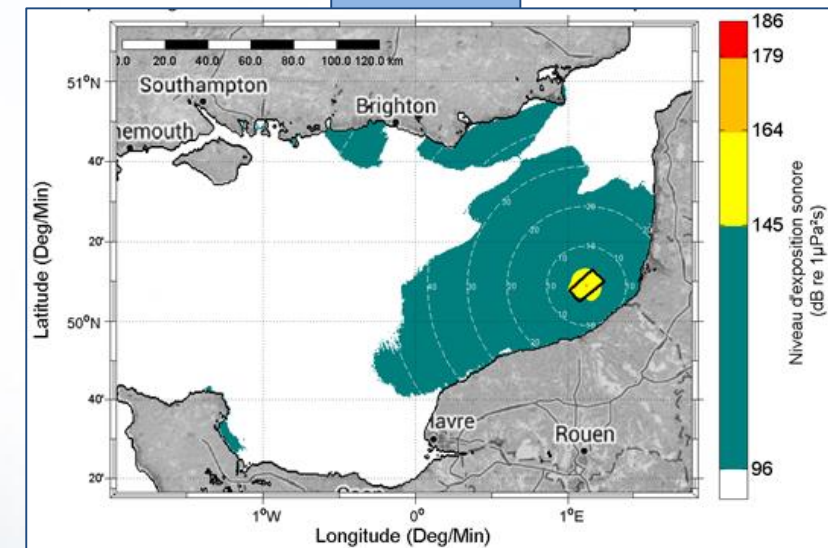 0.0 20.0 40.0 60.0 80.0 100.0 120.0 km
186
179
164
145
96
Niveau d'exposition sonore
(dB re 1µPa²s)
51°N
40'
20'
50°N
40'
20'
Latitude (Deg/Min)
Southampton
Brighton
nemouth
Havre
Rouen
1°W
0°
1°E
Longitude (Deg/Min)